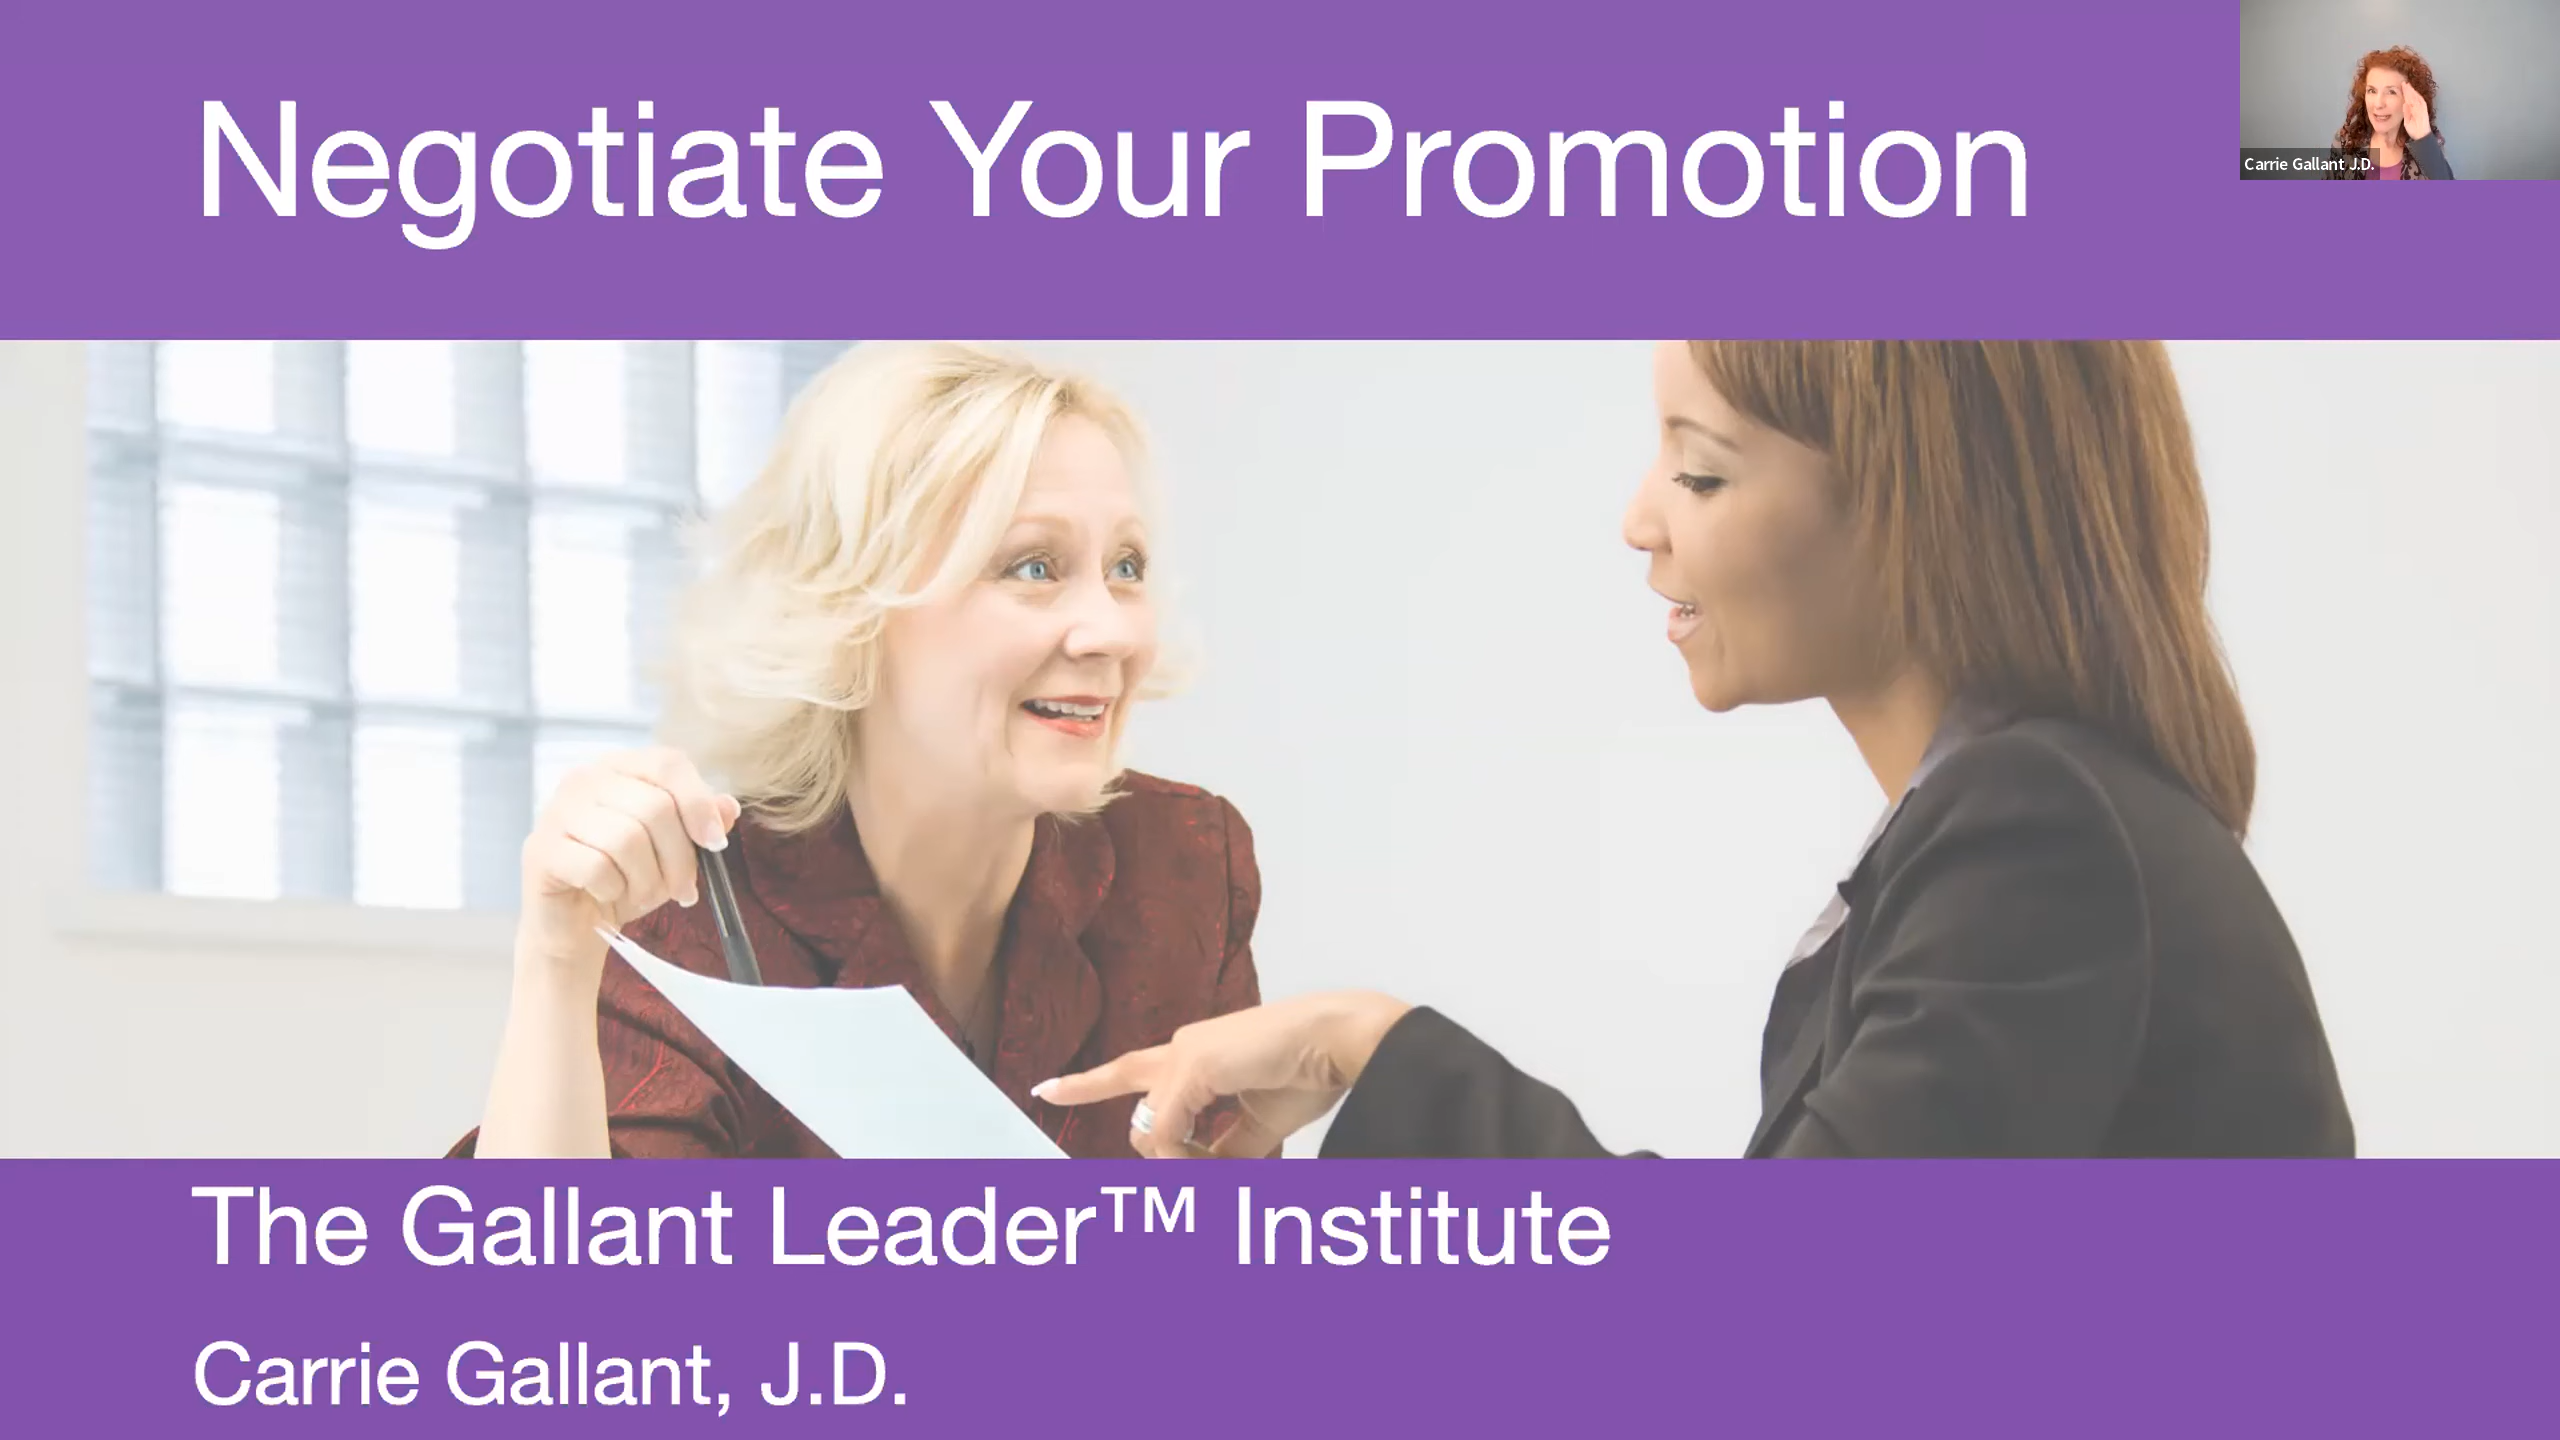 Negotiate Your Promotion
Carrie Gallant J.D.
The Gallant Leader™ Institute
Carrie Gallant, J.D.